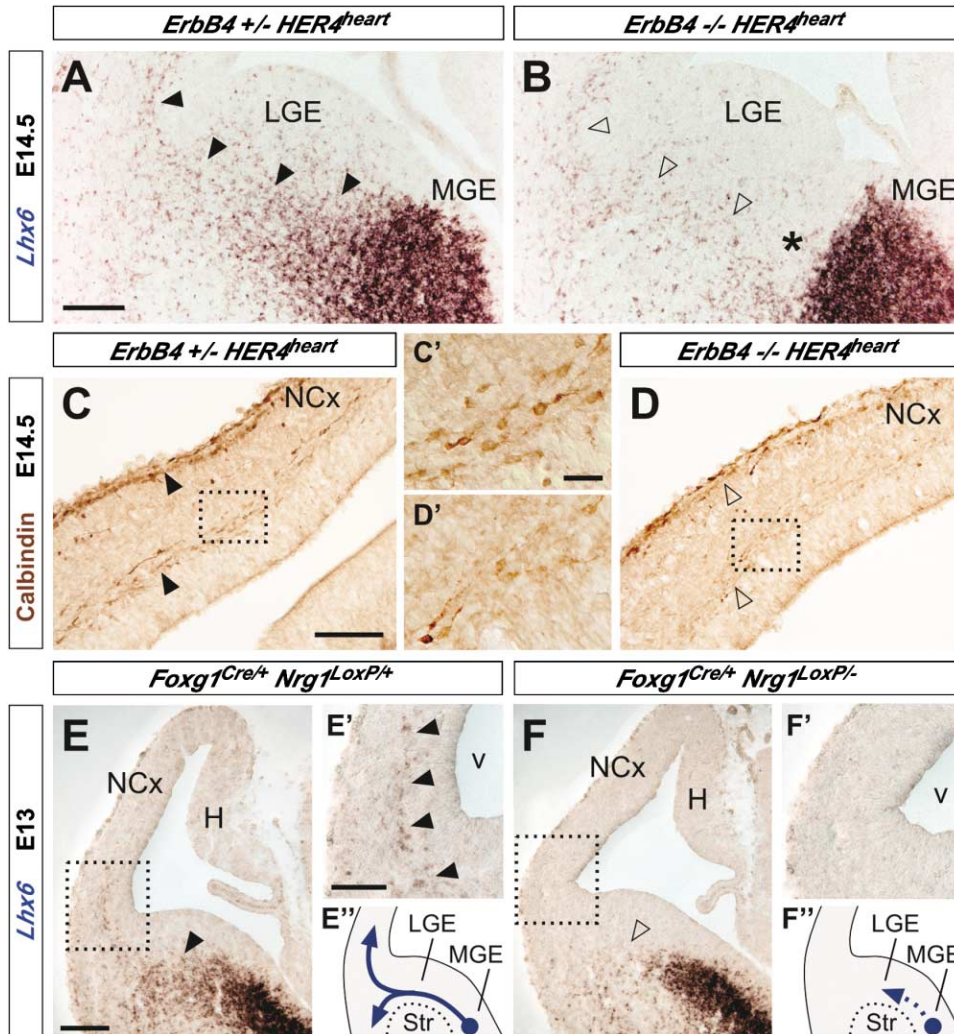 ErbB4 +/- HER4heart
ErbB4 -/- HER4heart
Lhx6 E14.5
A
LGE
MGE
B
LGE
MGE
*
ErbB4 +/- HER4heart
ErbB4 -/- HER4heart
Calbindin E14.5
C
NCx
C'
D'
D
NCx
Foxg1Cre/+ Nrg1LoxP/+
Foxg1Cre/+ Nrg1LoxP/-
Lhx6 E13
E
NCx
H
E'
v
E''
LGE
MGE
Str
F
NCx
H
F'
v
F''
LGE
MGE
Str